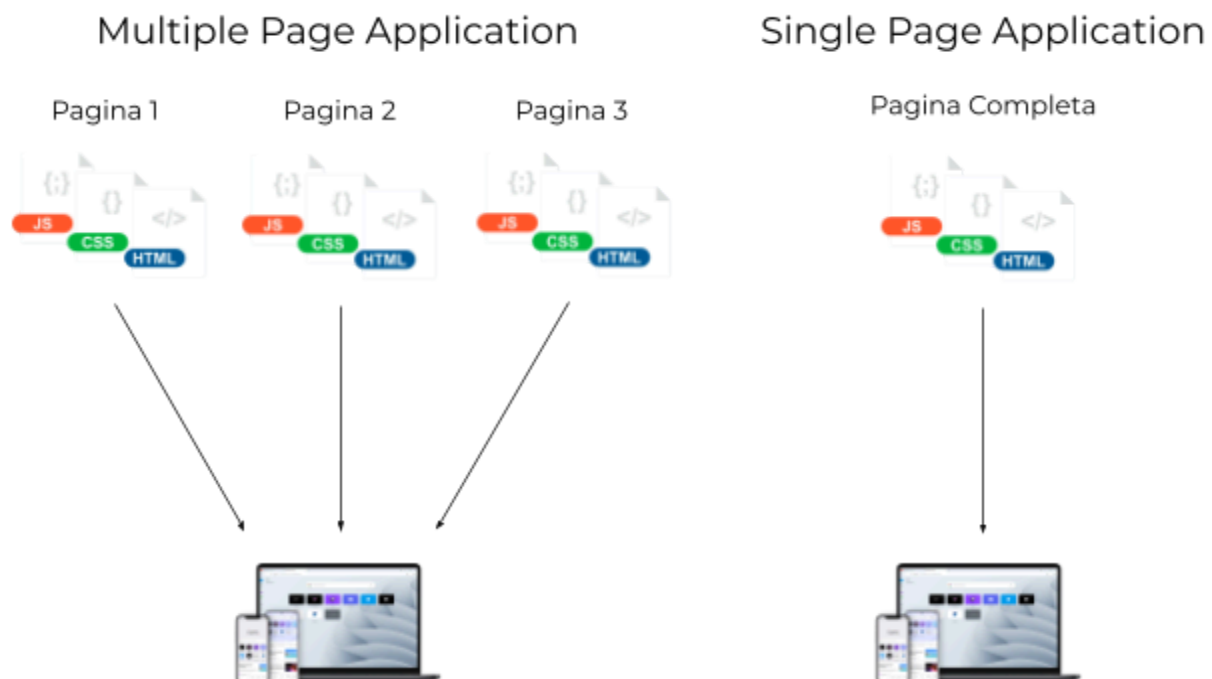 Multiple Page Application
Single Page Application
Pagina 1
Pagina 2
Pagina 3
Pagina Completa
{;}
{}
</>
JS
CSS
HTML
{;}
{}
</>
JS
CSS
HTML
{;}
{}
</>
JS
CSS
HTML
{;}
{}
</>
JS
CSS
HTML